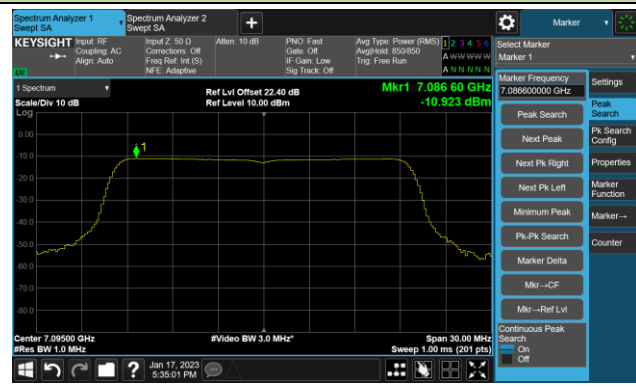 Spectrum Analyzer 1
Swept SA
Spectrum Analyzer 2
Swept SA
+
Marker
KEYSIGHT
Input: RF
Coupling: AC
Align: Auto
Input Z: 50 Ω
Corrections: Off
Freq Ref: Int (S)
NFE: Adaptive
Atten: 10 dB
PNO: Fast
Gate: Off
IF Gain: Low
Sig Track: Off
Avg Type: Power (RMS)
Avg|Hold: 850/850
Trig: Free Run
1 2 3 4 5 6
A W W W W W
A N N N N N
LXI
Select Marker
Marker 1
1 Spectrum
Scale/Div 10 dB
Log
Ref Lvl Offset 22.40 dB
Ref Level 10.00 dBm
Mkr1 7.086 60 GHz
-10.923 dBm
Marker Frequency
7.086600000 GHz
Peak Search
Next Peak
Next Pk Right
Next Pk Left
Minimum Peak
Pk-Pk Search
Marker Delta
Mkr→CF
Mkr→Ref Lvl
Continuous Peak
Search
On
Off
Settings
Peak
Search
Pk Search
Config
Properties
Marker
Function
Marker→
Counter
0.00
-10.0
-20.0
-30.0
-40.0
-50.0
-60.0
-70.0
-80.0
1
Center 7.09500 GHz
#Res BW 1.0 MHz
#Video BW 3.0 MHz*
Span 30.00 MHz
Sweep 1.00 ms (201 pts)
?
Jan 17, 2023
5:35:01 PM